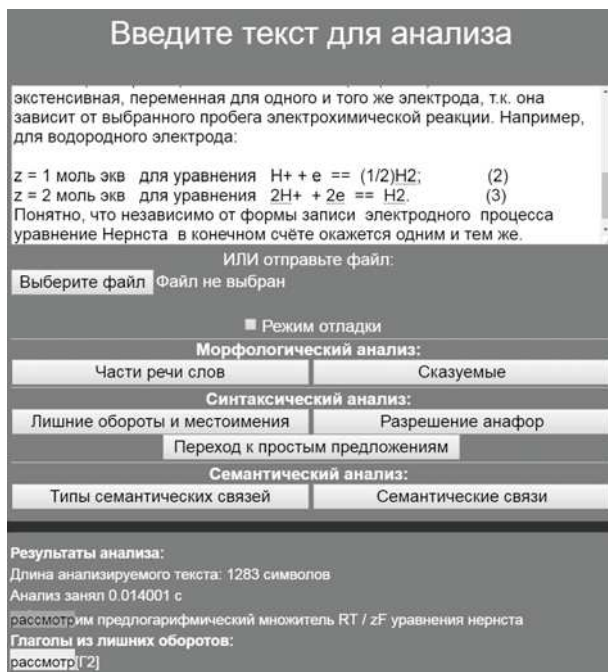 Введите текст для анализа
экстенсивная, переменная для одного и того же электрода, т.к. она
зависит от выбранного пробега электрохимической реакции. Например,
для водородного электрода:
z = 1 моль экв для уравнения H+ + e == (1/2)H2; (2)
z = 2 моль экв для уравнения 2H+ + 2e == H2. (3)
Понятно, что независимо от формы записи электродного процесса
уравнение Нернста в конечном счёте окажется одним и тем же.
ИЛИ отправьте файл:
Выберите файл Файл не выбран
Режим отладки
Морфологический анализ:
Части речи слов Сказуемые
Синтаксический анализ:
Лишние обороты и местоимения Разрешение анафор
Переход к простым предложениям
Семантический анализ:
Типы семантических связей Семантические связи
Результаты анализа:
Длина анализируемого текста: 1283 символов
Анализ занял 0.014001 с
рассмотрим предлогарифмический множитель RT / zF уравнения нернста
Глаголы из лишних оборотов:
рассмотр[Г2]